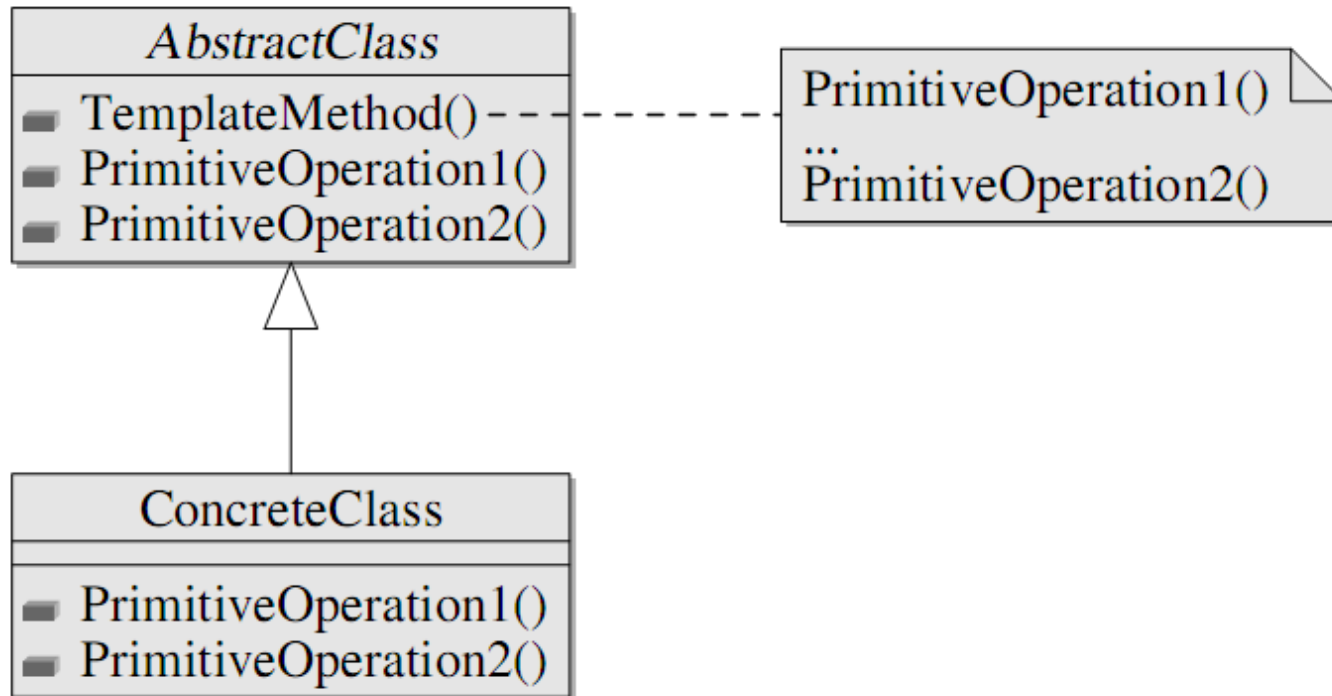 AbstractClass
TemplateMethod()
PrimitiveOperation1()
PrimitiveOperation2()
PrimitiveOperation1()
...
PrimitiveOperation2()
ConcreteClass
PrimitiveOperation1()
PrimitiveOperation2()